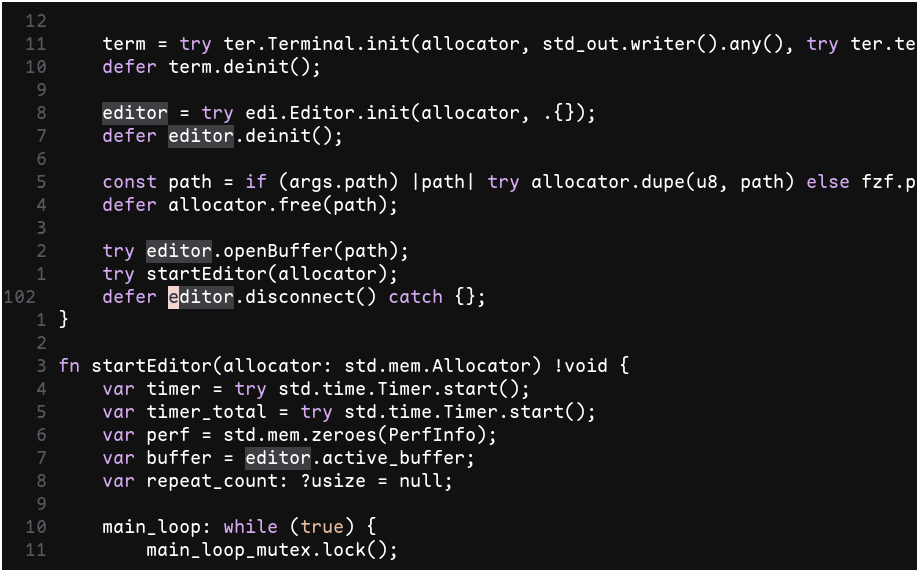 12
11 term = try ter.Terminal.init(allocator, std_out.writer().any(), try ter.te
10 defer term.deinit();
9
8 editor = try edi.Editor.init(allocator, .{});
7 defer editor.deinit();
6
5 const path = if (args.path) |path| try allocator.dupe(u8, path) else fzf.p
4 defer allocator.free(path);
3
2 try editor.openBuffer(path);
1 try startEditor(allocator);
102 defer editor.disconnect() catch {};
1 }
2
3 fn startEditor(allocator: std.mem.Allocator) !void {
4 var timer = try std.time.Timer.start();
5 var timer_total = try std.time.Timer.start();
6 var perf = std.mem.zeroes(PerfInfo);
7 var buffer = editor.active_buffer;
8 var repeat_count: ?usize = null;
9
10 main_loop: while (true) {
11 main_loop_mutex.lock();